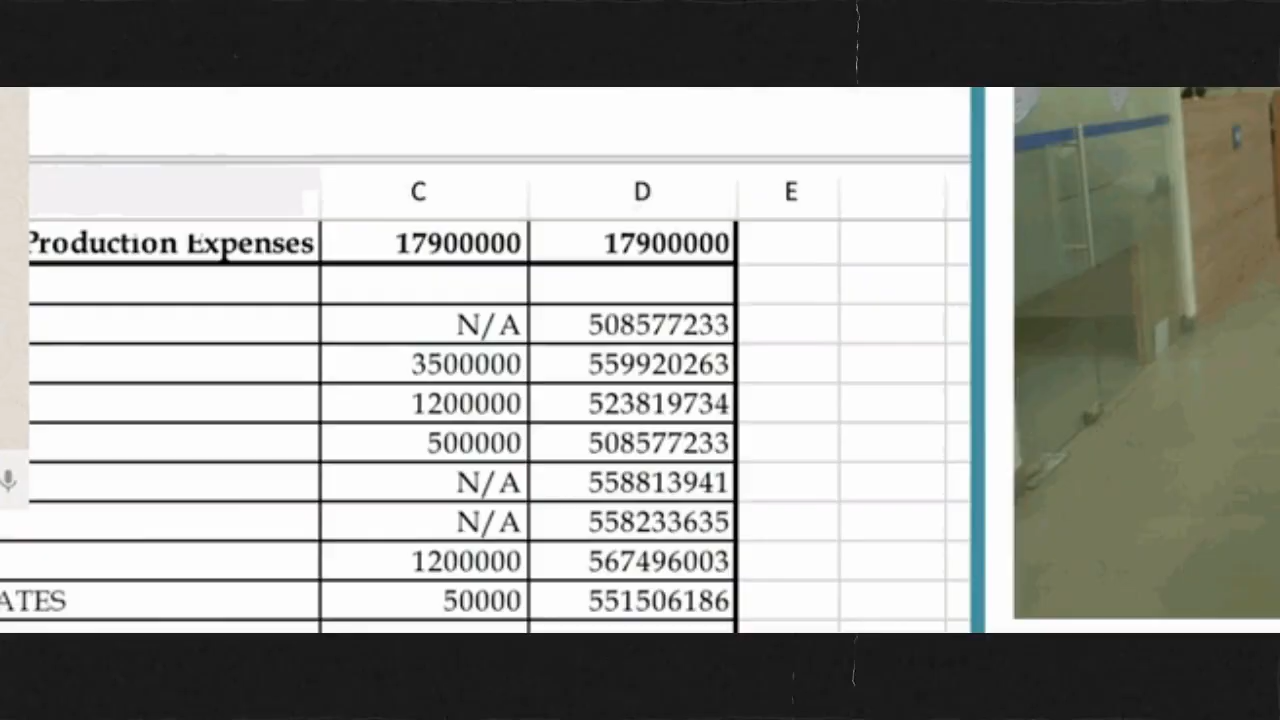 C D E
Production Expenses 17900000 17900000
N/A 508577233
3500000 559920263
1200000 523819734
500000 508577233
N/A 558813941
N/A 558233635
1200000 567496003
ATES 50000 551506186